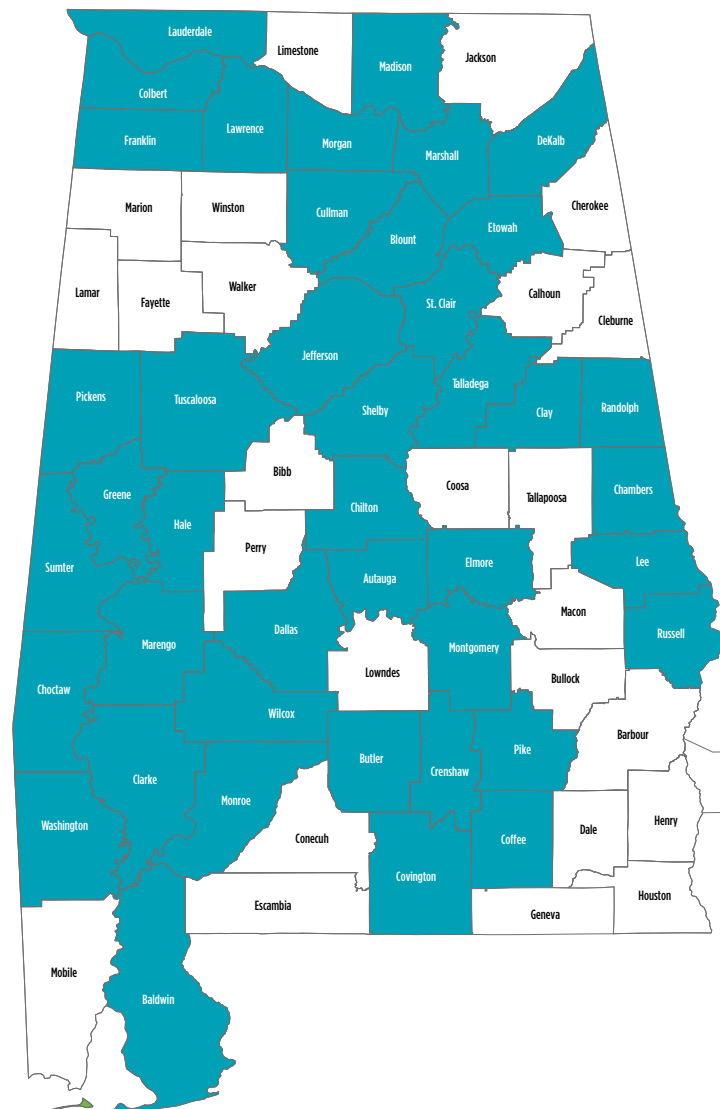 Lauderdale
Limestone
Madison
Jackson
Colbert
Franklin
Lawrence
Morgan
Marshall
DeKalb
Marion
Winston
Cullman
Blount
Etowah
Cherokee
Lamar
Fayette
Walker
St. Clair
Calhoun
Cleburne
Jefferson
Pickens
Tuscaloosa
Shelby
Talladega
Clay
Randolph
Bibb
Coosa
Tallapoosa
Chambers
Greene
Hale
Chilton
Sumter
Perry
Autauga
Elmore
Lee
Macon
Russell
Marengo
Dallas
Montgomery
Lowndes
Bullock
Choctaw
Wilcox
Barbour
Clarke
Butler
Crenshaw
Pike
Washington
Monroe
Conecuh
Coffee
Dale
Henry
Covington
Escambia
Geneva
Houston
Mobile
Baldwin